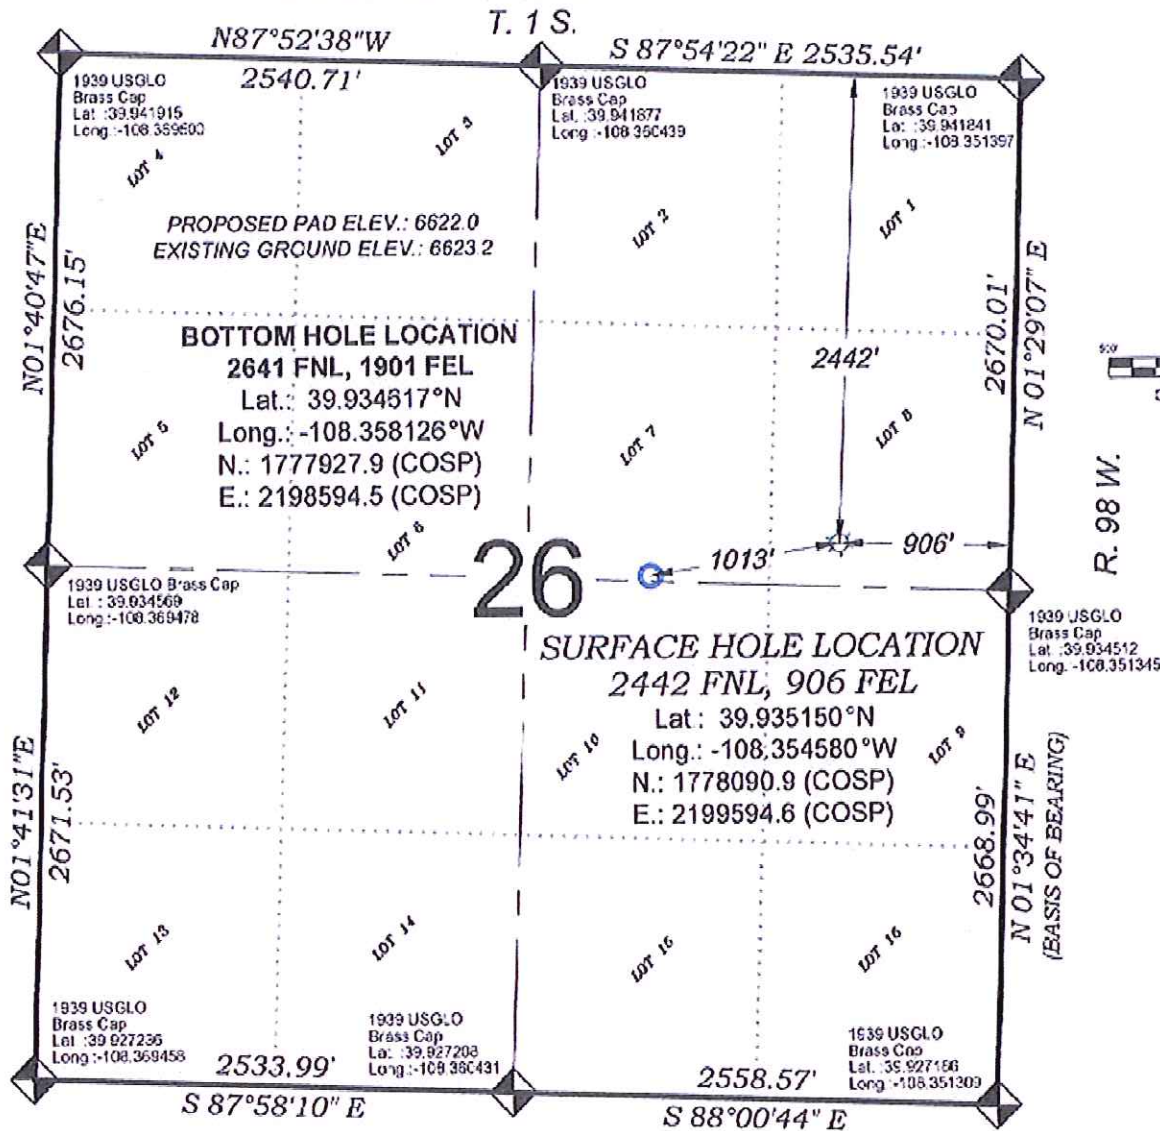 T. 1 S.
N87°52'38"W
2540.71'
S 87°54'22" E 2535.54'
1939 USGLO
Brass Cap
Lat :39.941915
Long:-108.369600
1939 USGLO
Brass Cap
Lat. :39.941877
Long.:-108.360439
1939 USGLO
Brass Cap
Lat :39.941841
Long.:-108.351397
LOT 4
LOT 3
LOT 2
LOT 1
PROPOSED PAD ELEV.: 6622.0
EXISTING GROUND ELEV.: 6623.2
N01°40'47"E
2676.15'
2670.01'
N 01°29'07" E
BOTTOM HOLE LOCATION
2641 FNL, 1901 FEL
Lat.: 39.934617°N
Long.: -108.358126°W
N.: 1777927.9 (COSP)
E.: 2198594.5 (COSP)
2442'
500'
LOT 5
LOT 6
LOT 7
LOT 8
R. 98 W.
26
1013'
906'
1939 USGLO Brass Cap
Lat : 39.934569
Long.:-108.369478
1939 USGLO
Brass Cap
Lat :39.934512
Long. -108.351345
SURFACE HOLE LOCATION
2442 FNL, 906 FEL
Lat : 39.935150°N
Long.: -108.354580°W
N.: 1778090.9 (COSP)
E.: 2199594.6 (COSP)
LOT 12
LOT 11
LOT 10
LOT 9
N01°41'31"E
2671.53'
2668.99'
N 01°34'41" E
(BASIS OF BEARING)
LOT 13
LOT 14
LOT 15
LOT 16
1939 USGLO
Brass Cap
Lat :39 927236
Long:-108.369458
1939 USGLO
Brass Cap
Lat :39.927208
Long.:-108.360431
1939 USGLO
Brass Cap
Lat. :39.927186
Long.:-108.351309
2533.99'
S 87°58'10" E
2558.57'
S 88°00'44" E